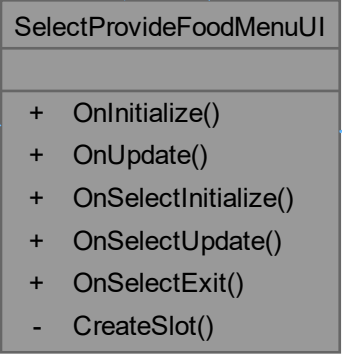 SelectProvideFoodMenuUI
+ OnInitialize()
+ OnUpdate()
+ OnSelectInitialize()
+ OnSelectUpdate()
+ OnSelectExit()
- CreateSlot()